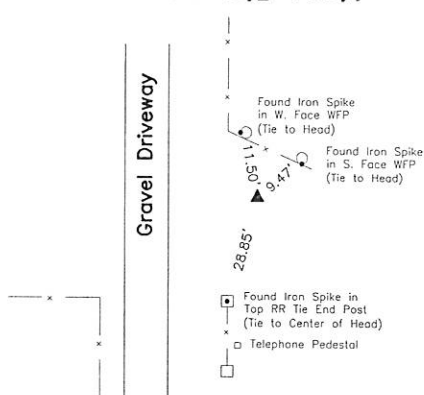 Gravel Driveway
Found Iron Spike
in W. Face WFP
(Tie to Head)
Found Iron Spike
in S. Face WFP
(Tie to Head)
11.50'
9.47'
28.85'
Found Iron Spike in
Top RR Tie End Post
(Tie to Center of Head)
Telephone Pedestal